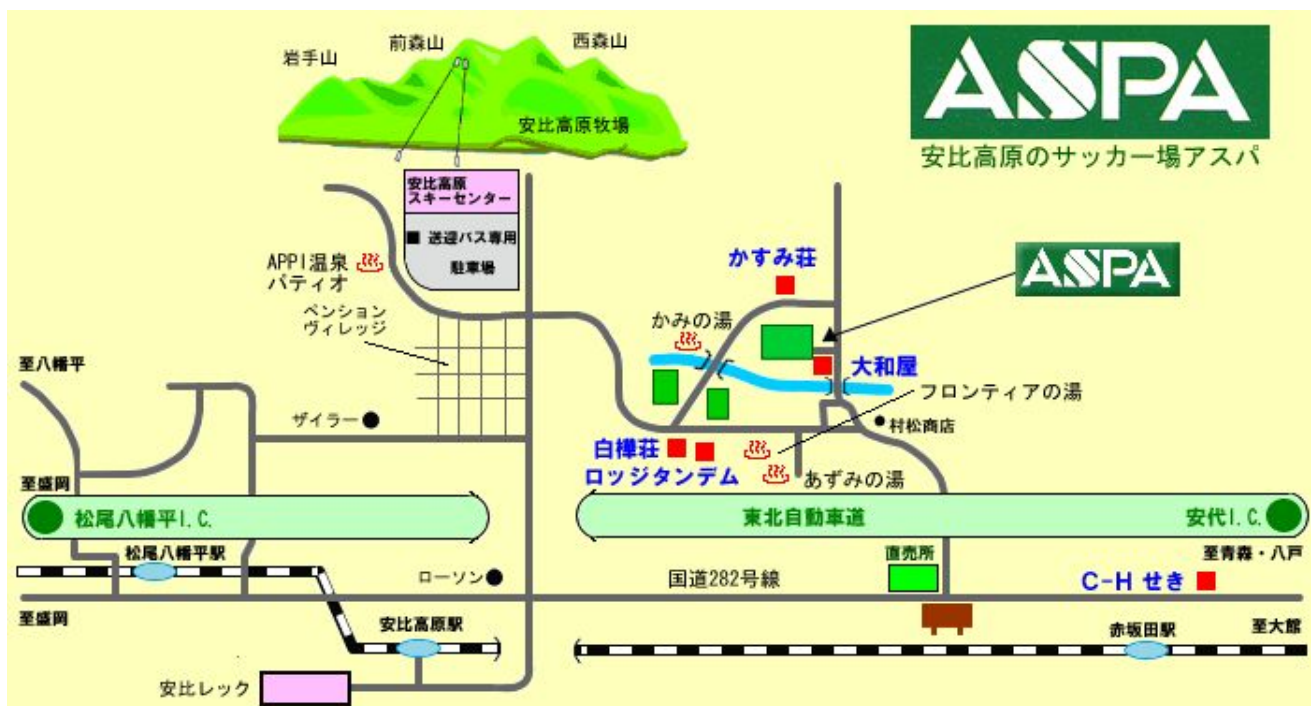 前森山
西森山
岩手山
ASPA
安比高原牧場
安比高原のサッカー場アスパ
安比高原
スキーセンター
送迎バス専用
駐車場
APPI温泉
パティオ
かすみ荘
ASPA
ペンション
ヴィレッジ
かみの湯
至八幡平
大和屋
フロンティアの湯
ザイラー
村松商店
白樺荘
ロッジタンデム
あずみの湯
至盛岡
松尾八幡平I.C.
東北自動車道
安代I.C.
松尾八幡平駅
直売所
至青森・八戸
ローソン
国道282号線
C-H せき
至盛岡
安比高原駅
赤坂田駅
至大館
安比レック